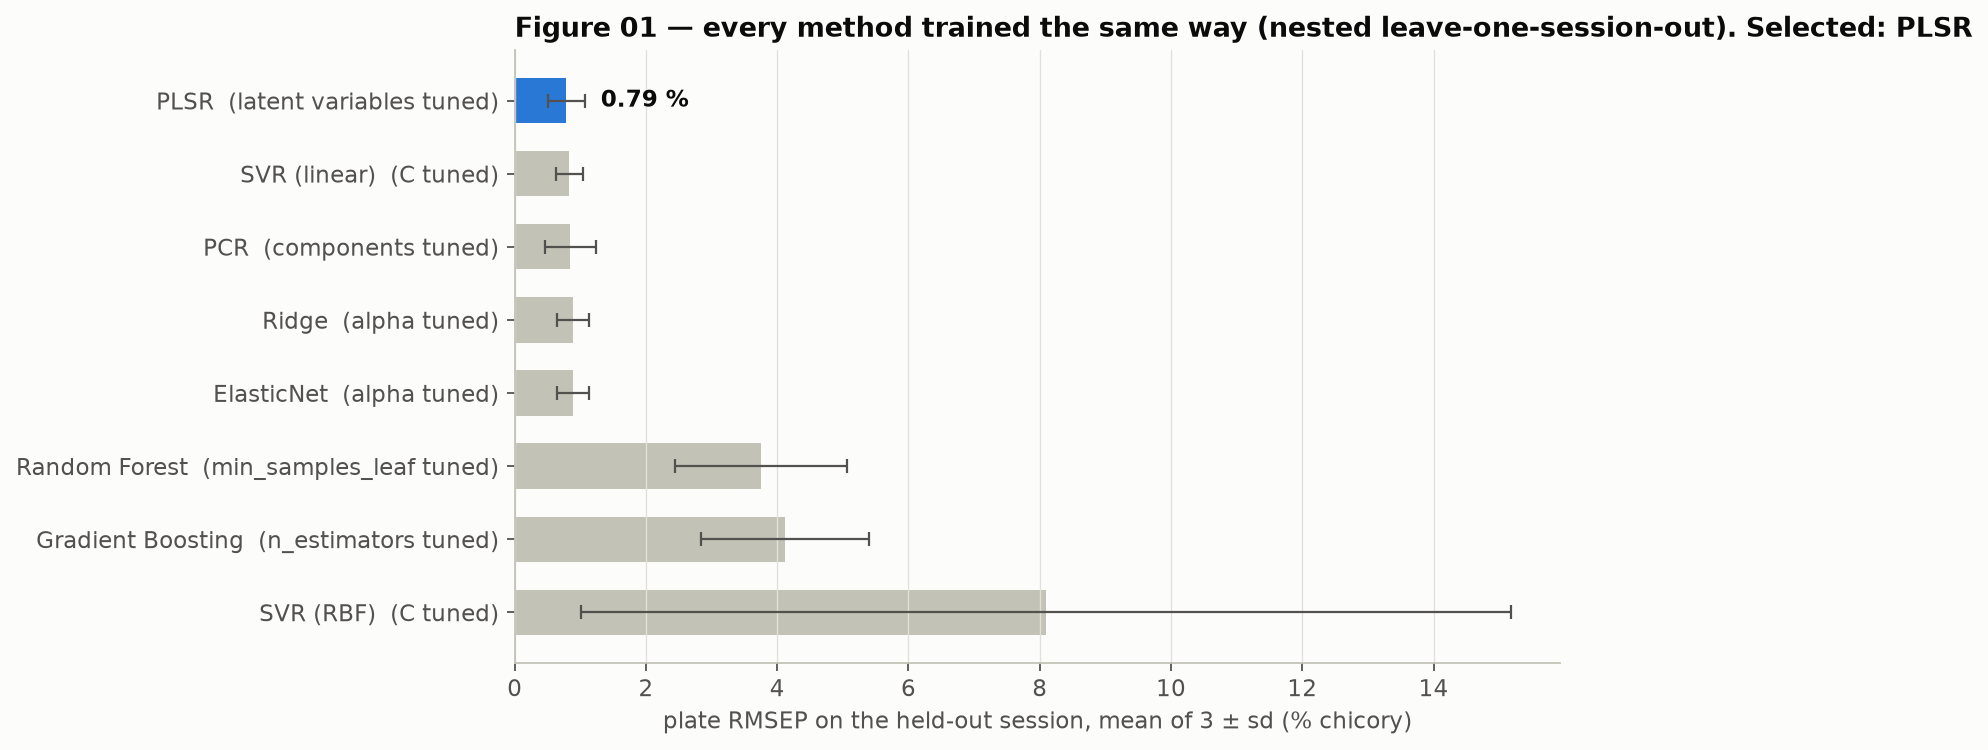 Figure 01 — every method trained the same way (nested leave-one-session-out). Selected: PLSR
PLSR (latent variables tuned)
0.79 %
SVR (linear) (C tuned)
PCR (components tuned)
Ridge (alpha tuned)
ElasticNet (alpha tuned)
Random Forest (min_samples_leaf tuned)
Gradient Boosting (n_estimators tuned)
SVR (RBF) (C tuned)
0 2 4 6 8 10 12 14
plate RMSEP on the held-out session, mean of 3 ± sd (% chicory)